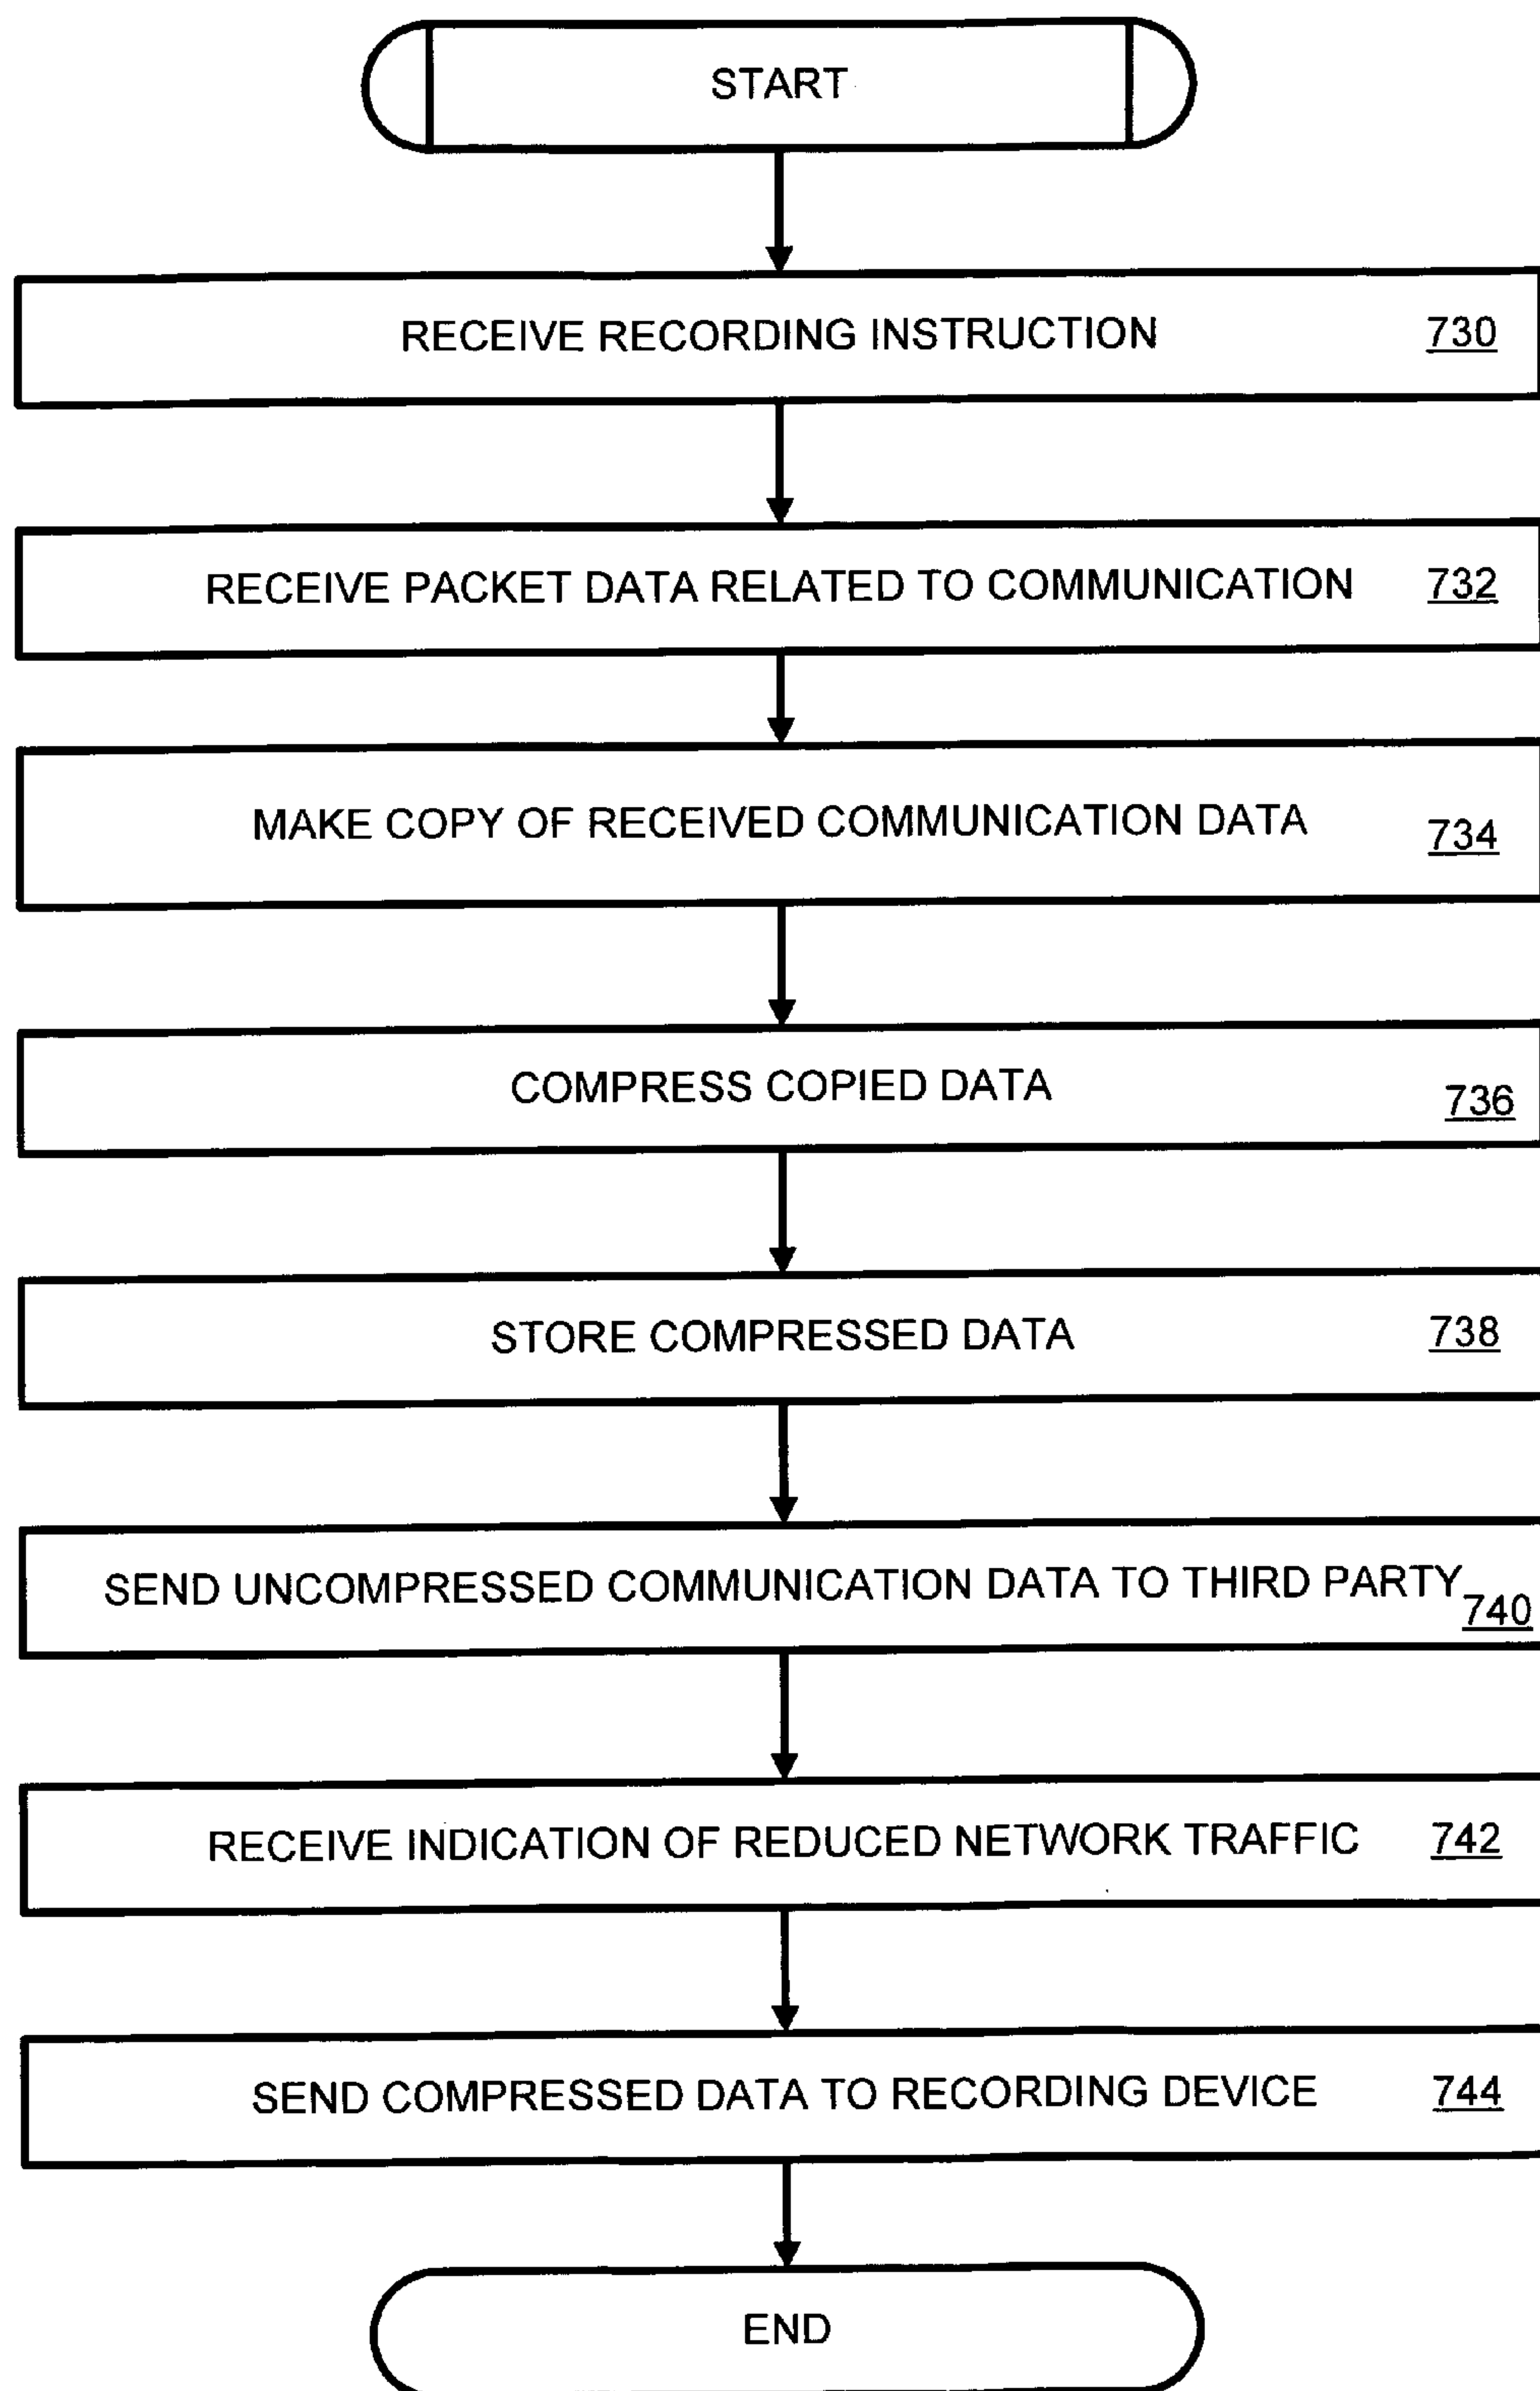 START
RECEIVE RECORDING INSTRUCTION 730
RECEIVE PACKET DATA RELATED TO COMMUNICATION 732
MAKE COPY OF RECEIVED COMMUNICATION DATA 734
COMPRESS COPIED DATA 736
STORE COMPRESSED DATA 738
SEND UNCOMPRESSED COMMUNICATION DATA TO THIRD PARTY 740
RECEIVE INDICATION OF REDUCED NETWORK TRAFFIC 742
SEND COMPRESSED DATA TO RECORDING DEVICE 744
END